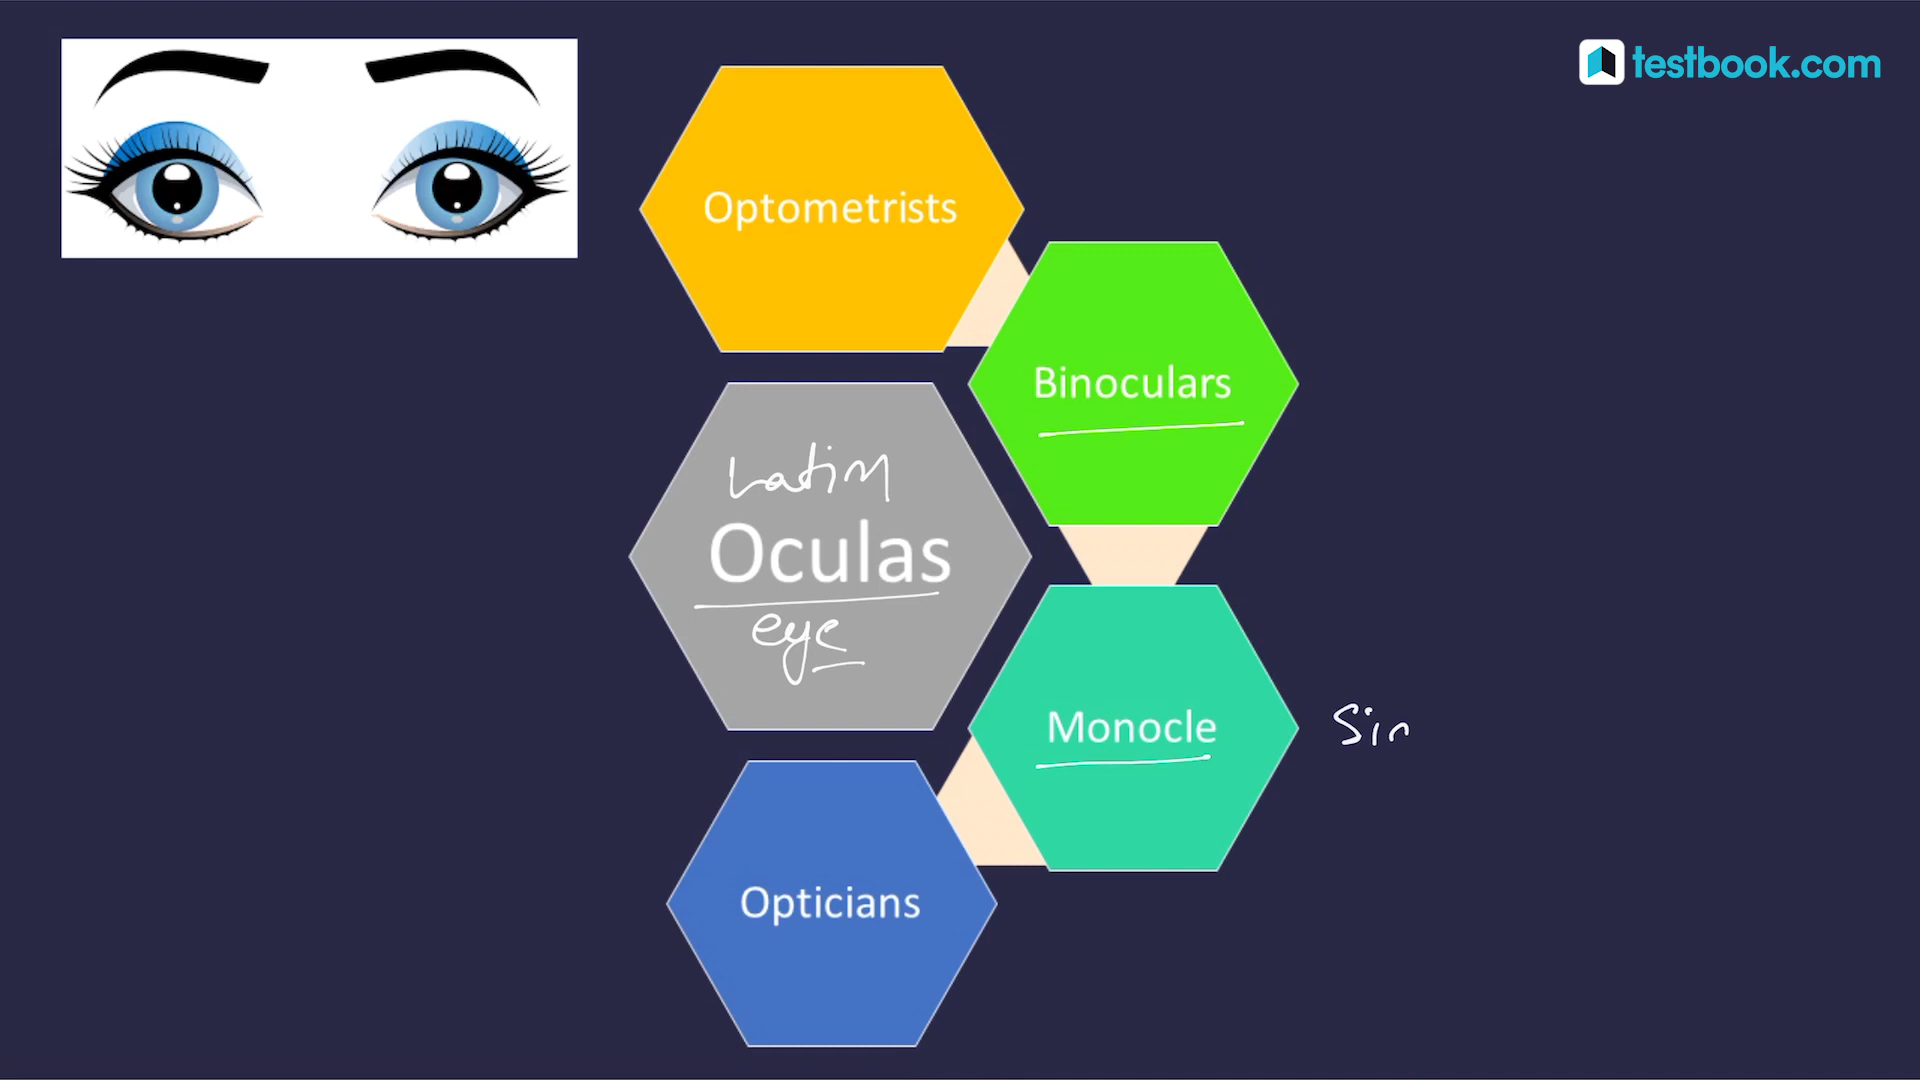 testbook.com
Optometrists
Binoculars
Latin
Oculas
eye
Monocle
Sin
Opticians